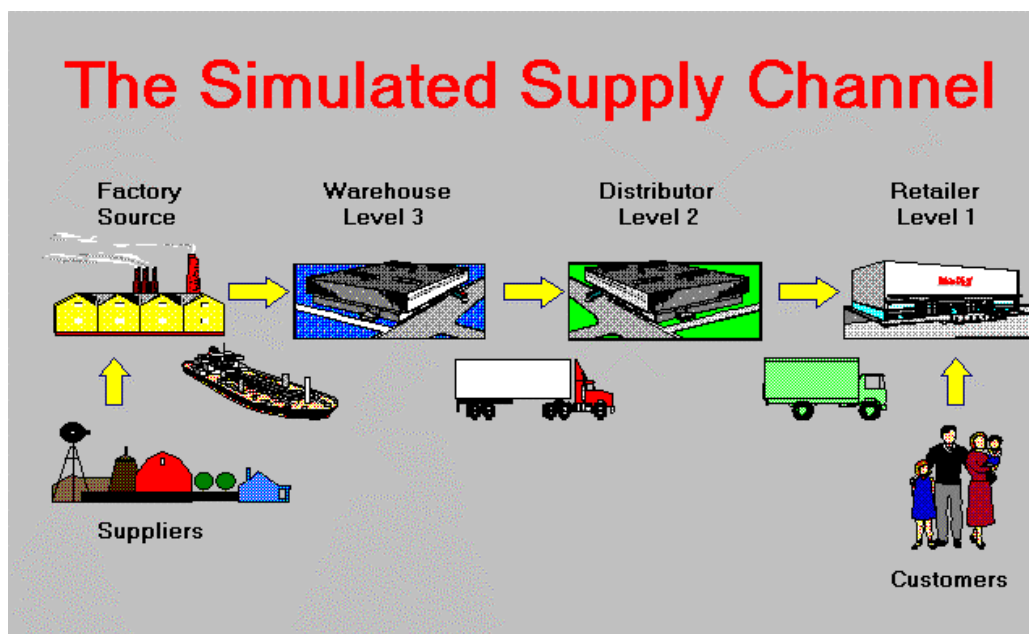 The Simulated Supply Channel
Factory
Source
Warehouse
Level 3
Distributor
Level 2
Retailer
Level 1
Suppliers
Customers